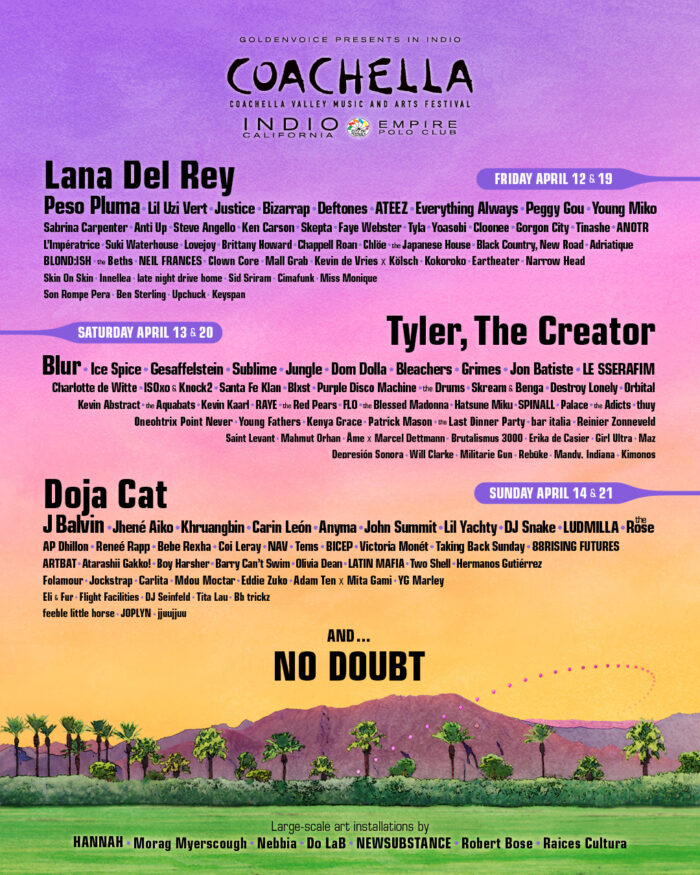 GOLDENVOICE PRESENTS IN INDIO
COACHELLA
COACHELLA VALLEY MUSIC AND ARTS FESTIVAL
INDIO CALIFORNIA EMPIRE POLO CLUB
Lana Del Rey
FRIDAY APRIL 12 & 19
Peso Pluma • Lil Uzi Vert • Justice • Bizarrap • Deftones • ATEEZ • Everything Always • Peggy Gou • Young Miko
Sabrina Carpenter • Anti Up • Steve Angello • Ken Carson • Skepta • Faye Webster • Tyla • Yoasobi • Cloonee • Gorgon City • Tinashe • ANOTR
L'Impératrice • Suki Waterhouse • Lovejoy • Brittany Howard • Chappell Roan • Chlöe • the Japanese House • Black Country, New Road • Adriatique
BLOND:ISH • the Beths • NEIL FRANCES • Clown Core • Mall Grab • Kevin de Vries x Kölsch • Kokoroko • Eartheater • Narrow Head
Skin On Skin • Innellea • late night drive home • Sid Sriram • Cimafunk • Miss Monique
Son Rompe Pera • Ben Sterling • Upchuck • Keyspan
SATURDAY APRIL 13 & 20
Tyler, The Creator
Blur • Ice Spice • Gesaffelstein • Sublime • Jungle • Dom Dolla • Bleachers • Grimes • Jon Batiste • LE SSERAFIM
Charlotte de Witte • ISOxo & Knock2 • Santa Fe Klan • Blxst • Purple Disco Machine • the Drums • Skream & Benga • Destroy Lonely • Orbital
Kevin Abstract • the Aquabats • Kevin Kaarl • RAYE • the Red Pears • FLO • the Blessed Madonna • Hatsune Miku • SPINALL • Palace • the Adicts • thuy
Oneohtrix Point Never • Young Fathers • Kenya Grace • Patrick Mason • the Last Dinner Party • bar italia • Reinier Zonneveld
Saint Levant • Mahmut Orhan • Âme x Marcel Dettmann • Brutalismus 3000 • Erika de Casier • Girl Ultra • Maz
Depresión Sonora • Will Clarke • Militarie Gun • Rebūke • Mandy, Indiana • Kimonos
Doja Cat
SUNDAY APRIL 14 & 21
J Balvin • Jhené Aiko • Khruangbin • Carin León • Anyma • John Summit • Lil Yachty • DJ Snake • LUDMILLA • the Rose
AP Dhillon • Reneé Rapp • Bebe Rexha • Coi Leray • NAV • Tems • BICEP • Victoria Monét • Taking Back Sunday • 88RISING FUTURES
ARTBAT • Atarashii Gakko! • Boy Harsher • Barry Can't Swim • Olivia Dean • LATIN MAFIA • Two Shell • Hermanos Gutiérrez
Folamour • Jockstrap • Carlita • Mdou Moctar • Eddie Zuko • Adam Ten x Mita Gami • YG Marley
Eli & Fur • Flight Facilities • DJ Seinfeld • Tita Lau • Bb trickz
feeble little horse • JOPLYN • jjuujjuu
AND...
NO DOUBT
Large-scale art installations by
HANNAH • Morag Myerscough • Nebbia • Do LaB • NEWSUBSTANCE • Robert Bose • Raices Cultura